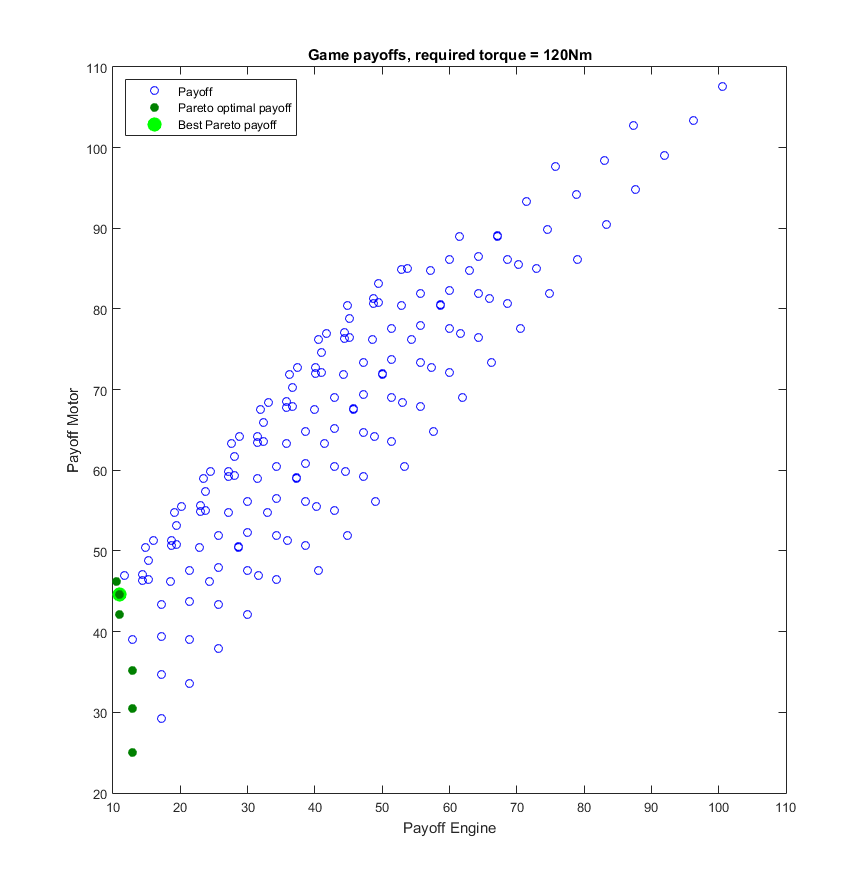 Game payoffs, required torque = 120Nm
Payoff
Pareto optimal payoff
Best Pareto payoff
110
100
90
80
70
60
50
40
30
20
Payoff Motor
10 20 30 40 50 60 70 80 90 100 110
Payoff Engine